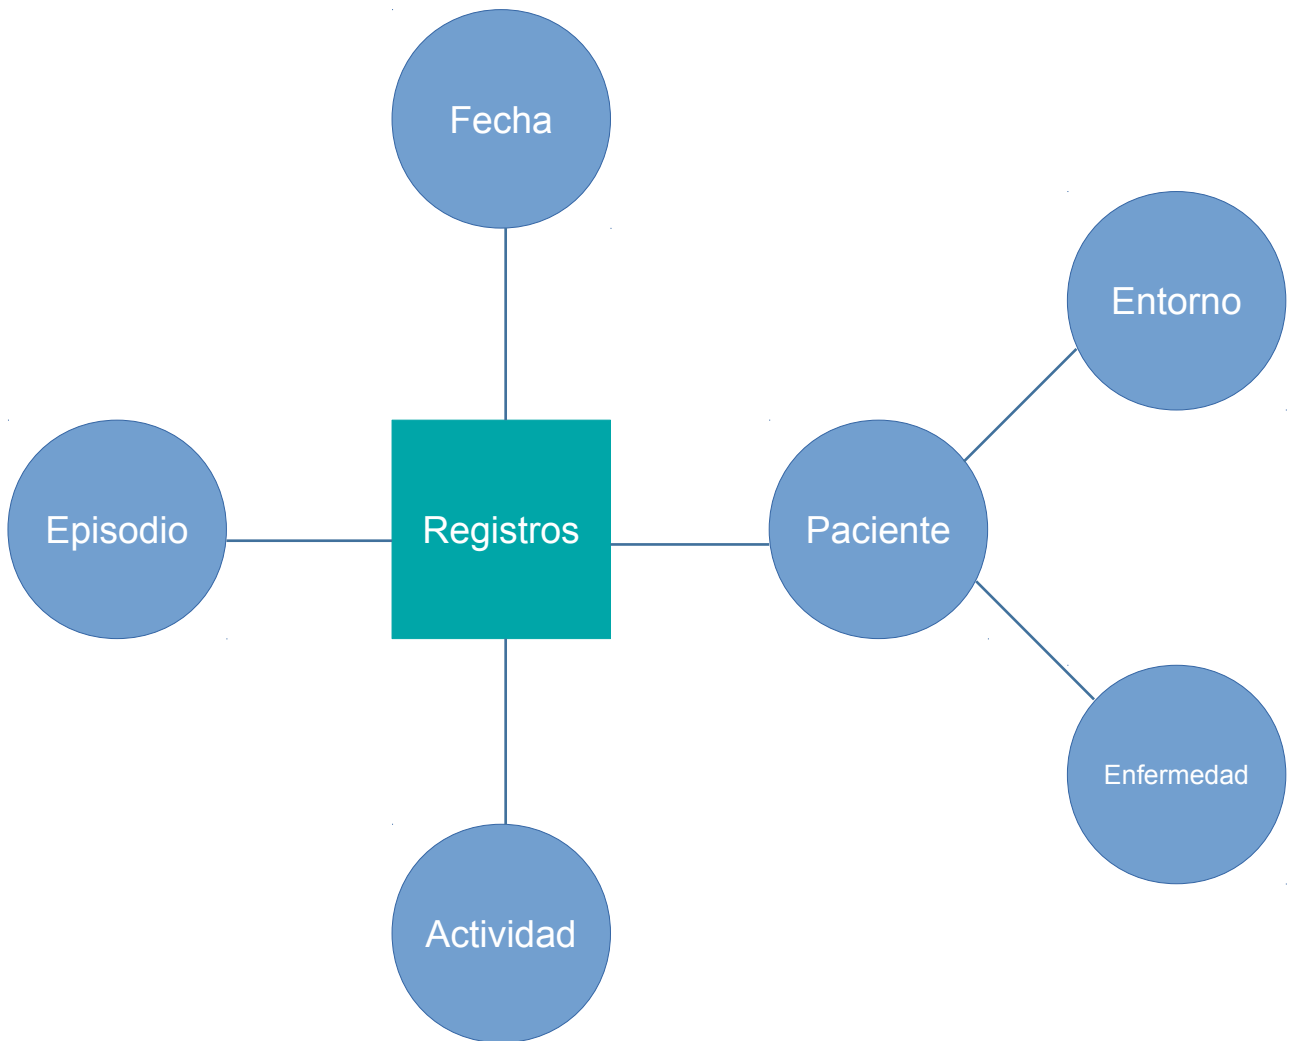 Fecha
Entorno
Episodio
Registros
Paciente
Enfermedad
Actividad